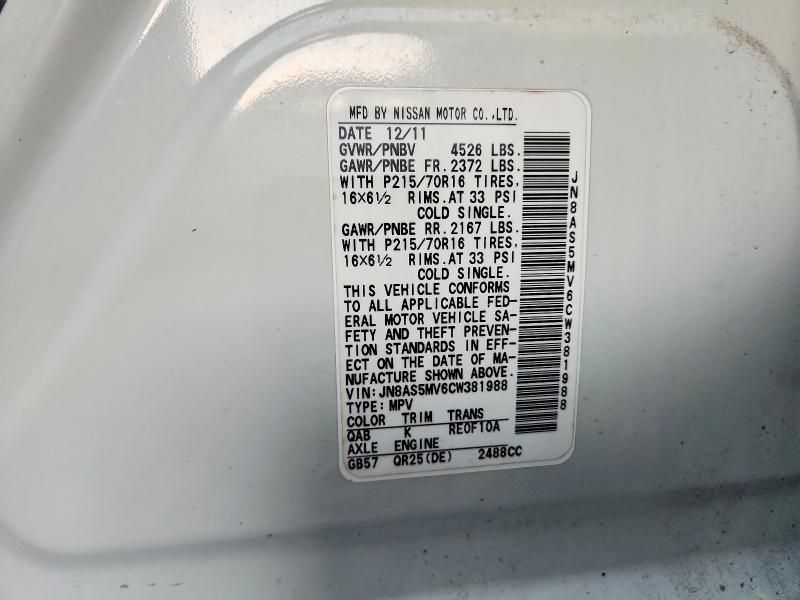 MFD BY NISSAN MOTOR CO.,LTD.
DATE 12/11
GVWR/PNBV 4526 LBS.
GAWR/PNBE FR. 2372 LBS.
WITH P215/70R16 TIRES,
16×6½ RIMS.AT 33 PSI
COLD SINGLE.
GAWR/PNBE RR. 2167 LBS.
WITH P215/70R16 TIRES,
16×6½ RIMS.AT 33 PSI
COLD SINGLE.
THIS VEHICLE CONFORMS
TO ALL APPLICABLE FED-
ERAL MOTOR VEHICLE SA-
FETY AND THEFT PREVEN-
TION STANDARDS IN EFF-
ECT ON THE DATE OF MA-
NUFACTURE SHOWN ABOVE.
VIN:JN8AS5MV6CW381988
TYPE:MPV
COLOR TRIM TRANS
QAB K RE0F10A
AXLE ENGINE
GB57 QR25(DE) 2488CC
JN8AS5MV6CW381988